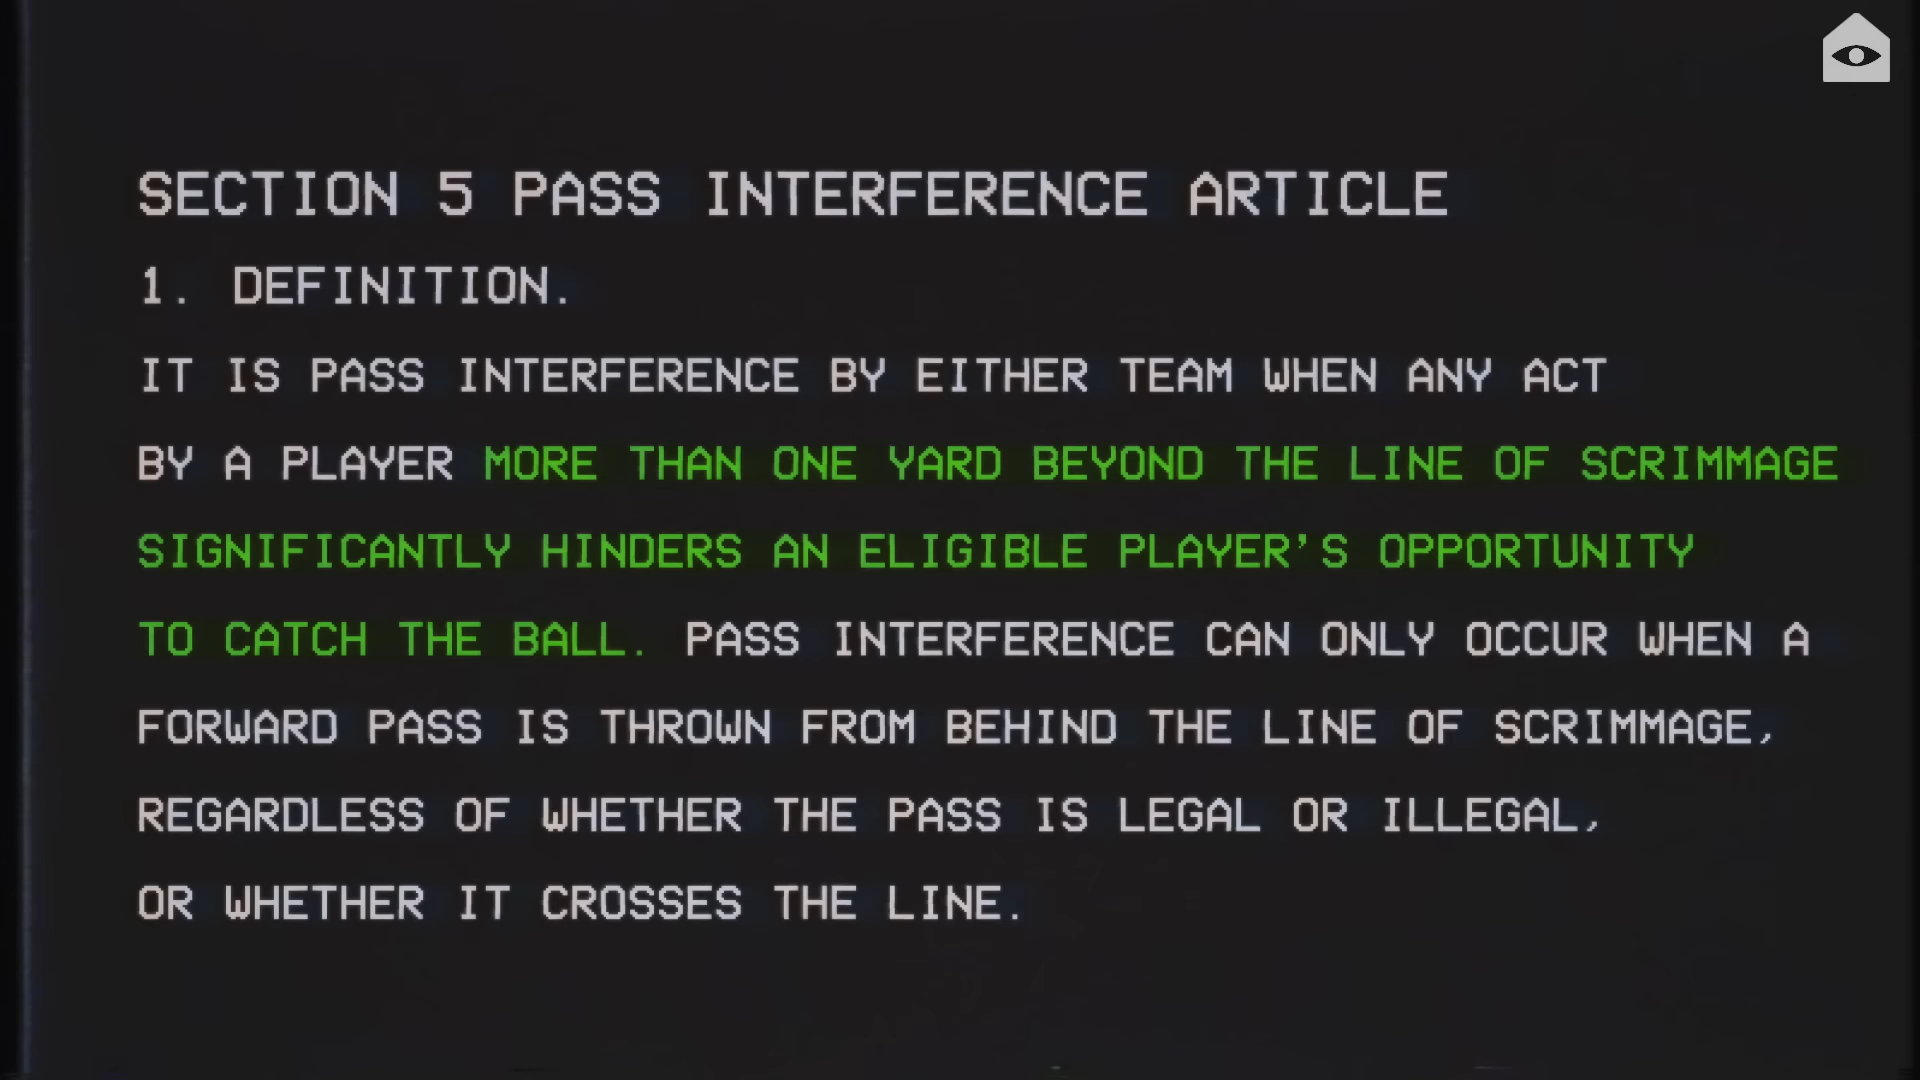 SECTION 5 PASS INTERFERENCE ARTICLE
1. DEFINITION.
IT IS PASS INTERFERENCE BY EITHER TEAM WHEN ANY ACT
BY A PLAYER MORE THAN ONE YARD BEYOND THE LINE OF SCRIMMAGE
SIGNIFICANTLY HINDERS AN ELIGIBLE PLAYER'S OPPORTUNITY
TO CATCH THE BALL. PASS INTERFERENCE CAN ONLY OCCUR WHEN A
FORWARD PASS IS THROWN FROM BEHIND THE LINE OF SCRIMMAGE,
REGARDLESS OF WHETHER THE PASS IS LEGAL OR ILLEGAL,
OR WHETHER IT CROSSES THE LINE.